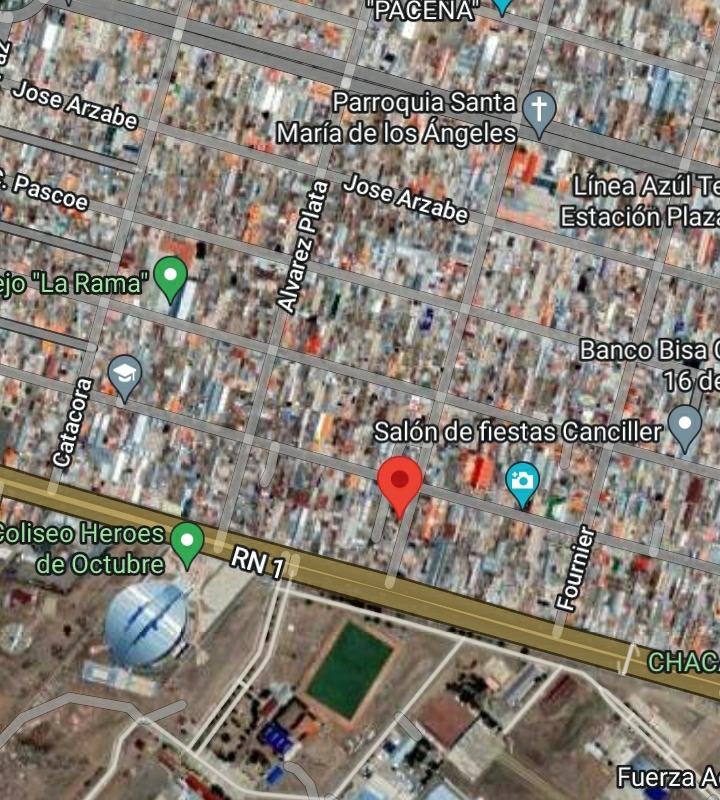 "PACEÑA"
Jose Arzabe
Parroquia Santa
María de los Ángeles
Pascoe
Jose Arzabe
Línea Azúl Te
Estación Plaza
Alvarez Plata
ejo "La Rama"
Banco Bisa
16 de
Catacora
Salón de fiestas Canciller
Coliseo Heroes
de Octubre
RN 1
Fournier
CHACA
Fuerza A